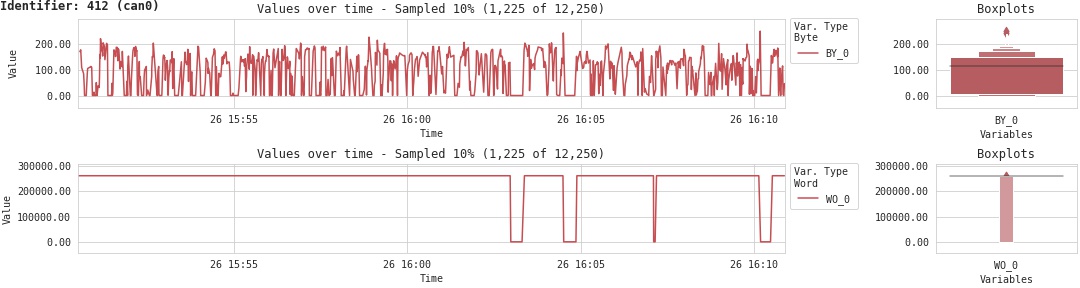 Identifier: 412 (can0)
Values over time - Sampled 10% (1,225 of 12,250)
Value
200.00
100.00
0.00
26 15:55
26 16:00
26 16:05
26 16:10
Time
Var. Type
Byte
BY_0
Boxplots
200.00
100.00
0.00
BY_0
Variables
Values over time - Sampled 10% (1,225 of 12,250)
Value
300000.00
200000.00
100000.00
0.00
26 15:55
26 16:00
26 16:05
26 16:10
Time
Var. Type
Word
WO_0
Boxplots
300000.00
200000.00
100000.00
0.00
WO_0
Variables